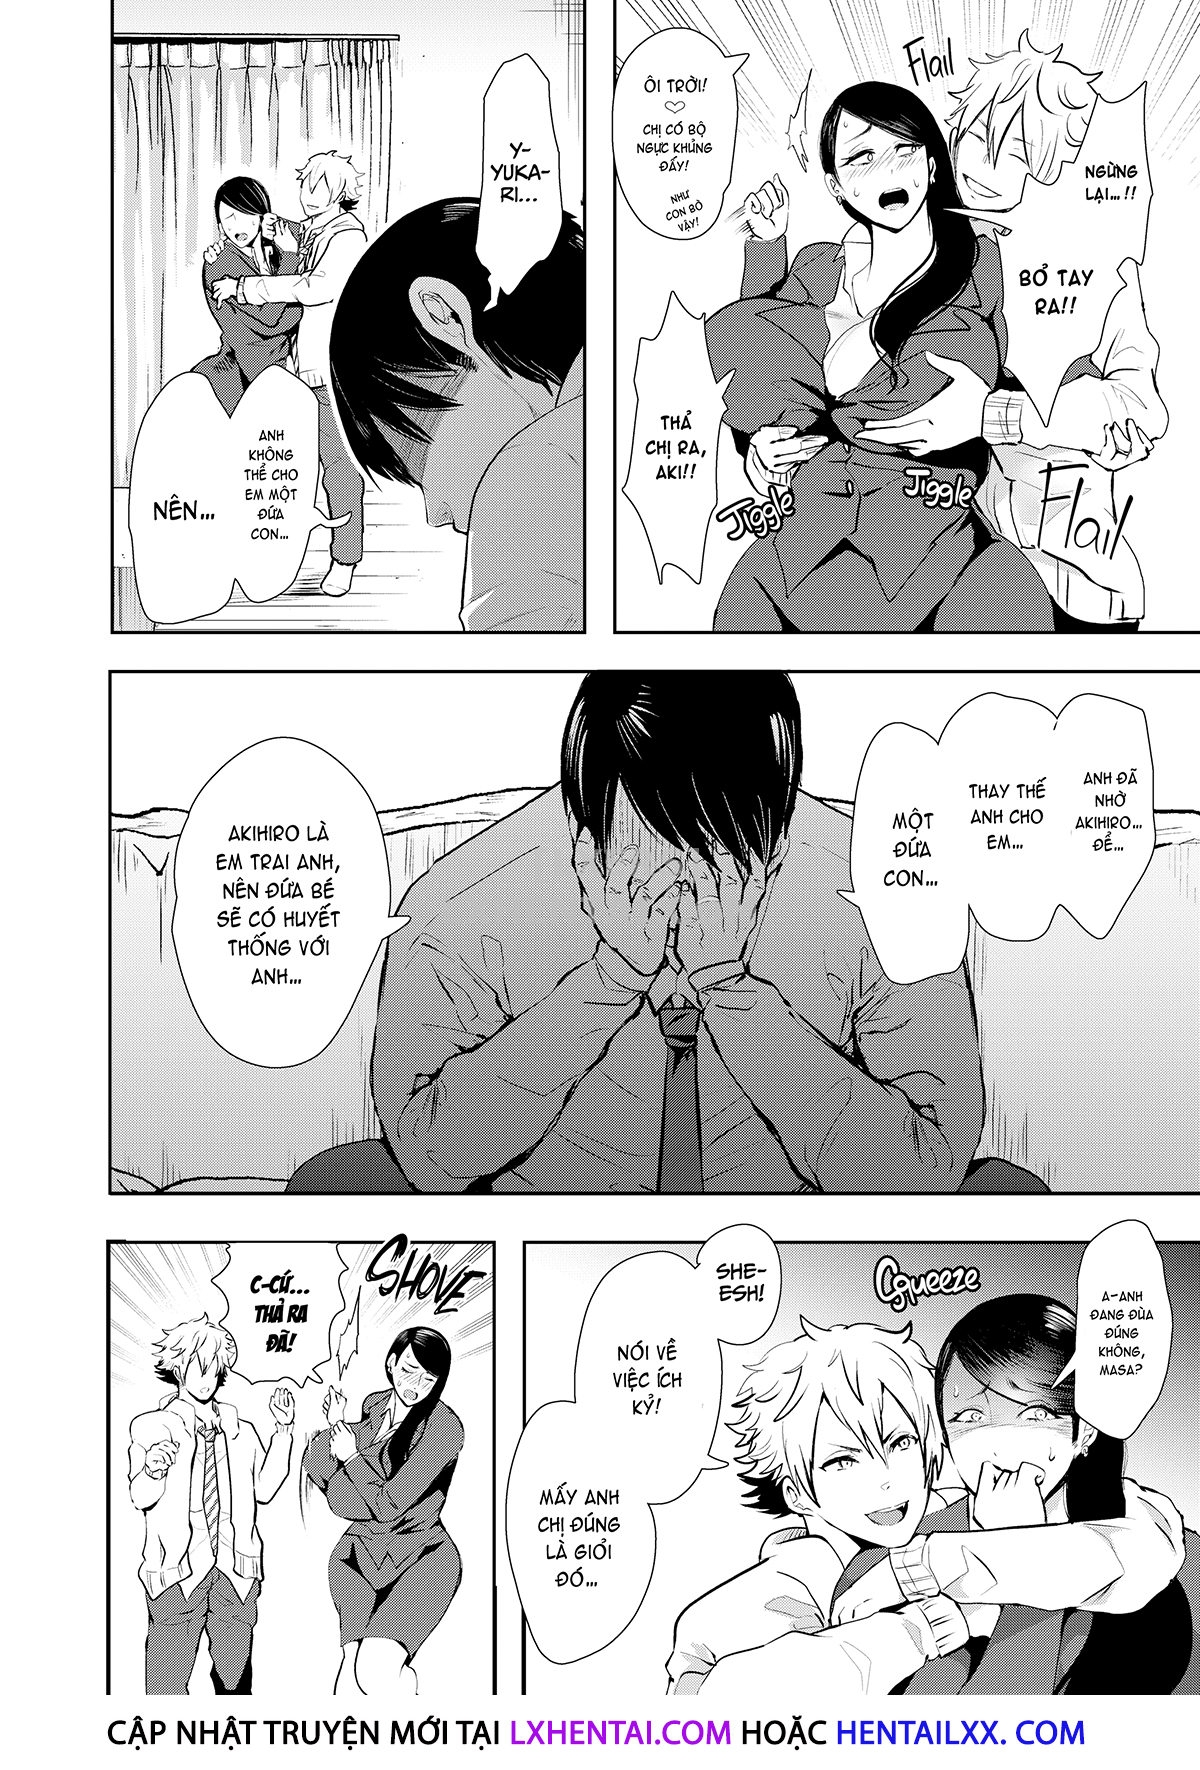 Flail
ÔI TRỜI!
♡
CHỊ CÓ BỘ
NGỰC KHỦNG
ĐẤY!
NHƯ
CON BÒ
VẬY!
NGỪNG
LẠI...!!
BỎ TAY
RA!!
THẢ
CHỊ RA,
AKI!!
Jiggle
Jiggle
Flail
Y-
YUKA-
RI...
ANH
KHÔNG
THỂ CHO
EM MỘT
ĐỨA
CON...
NÊN...
ANH ĐÃ
NHỜ
AKIHIRO...
ĐỂ...
THAY THẾ
ANH CHO
EM...
MỘT
ĐỨA
CON...
AKIHIRO LÀ
EM TRAI ANH,
NÊN ĐỨA BÉ
SẼ CÓ HUYẾT
THỐNG VỚI
ANH...
A-ANH
ĐANG ĐÙA
ĐÚNG
KHÔNG,
MASA?
Squeeze
SHE-
ESH!
NÓI VỀ
VIỆC ÍCH
KỶ!
MẤY ANH
CHỊ ĐÚNG
LÀ GIỎI
ĐÓ...
SHOVE
C-CỨ...
THẢ RA
ĐÃ!
CẬP NHẬT TRUYỆN MỚI TẠI LXHENTAI.COM HOẶC HENTAILXX. COM